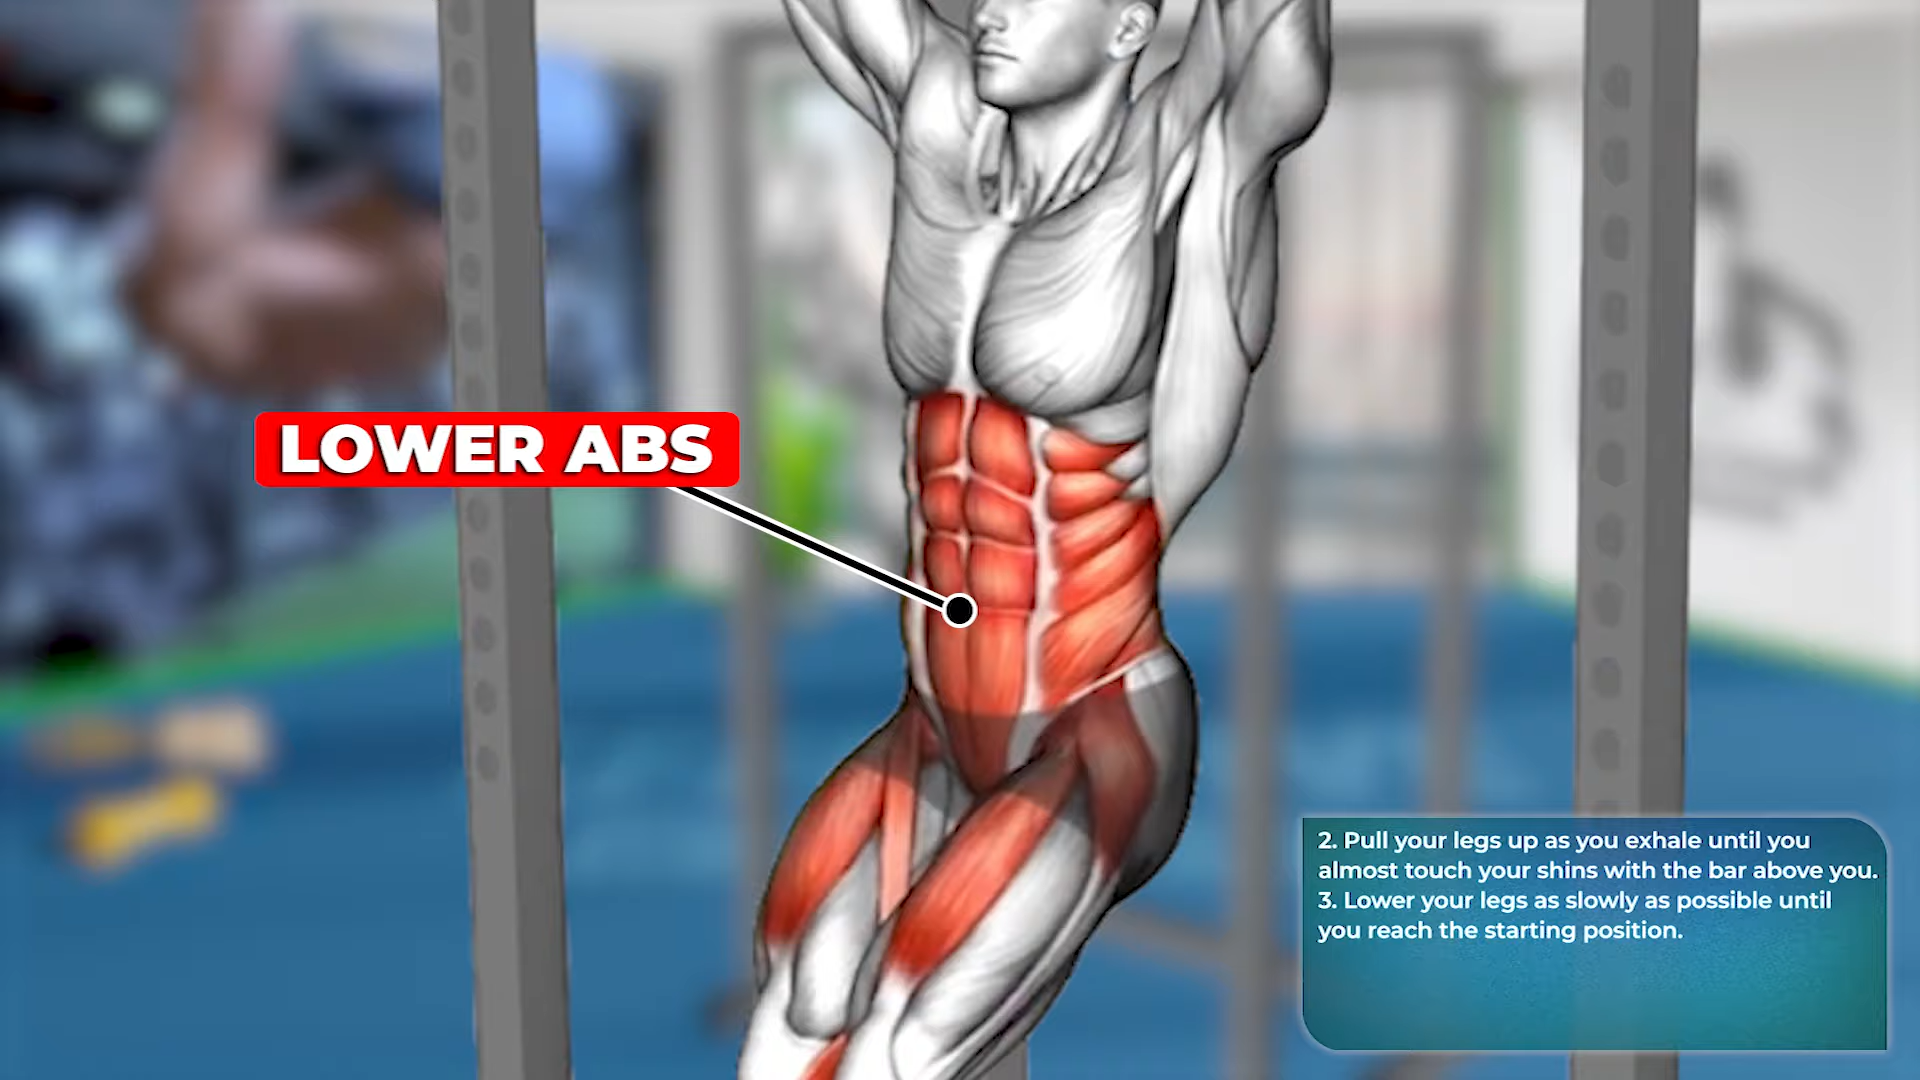 LOWER ABS
2. Pull your legs up as you exhale until you
almost touch your shins with the bar above you.
3. Lower your legs as slowly as possible until
you reach the starting position.